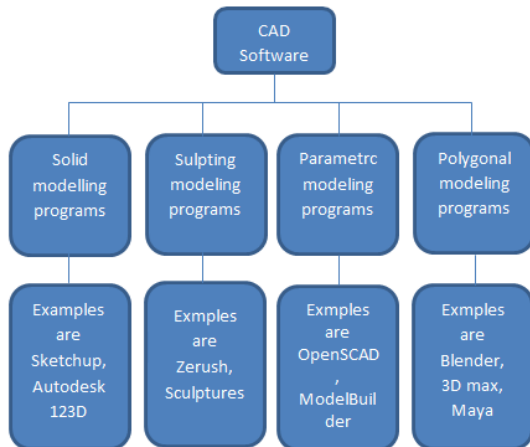 CAD
Software
Solid
modelling
programs
Sulpting
modeling
programs
Parametrc
modeling
programs
Polygonal
modeling
programs
Examples
are
Sketchup,
Autodesk
123D
Exmples
are
Zerush,
Sculptures
Exmples
are
OpenSCAD
,
ModelBuil
der
Exmples
are
Blender,
3D max,
Maya